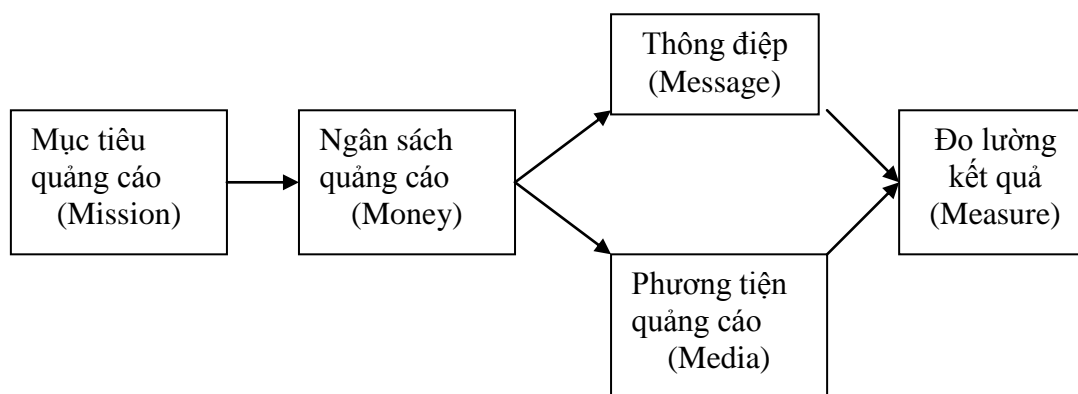 Mục tiêu
quảng cáo
(Mission)
Ngân sách
quảng cáo
(Money)
Thông điệp
(Message)
Phương tiện
quảng cáo
(Media)
Đo lường
kết quả
(Measure)